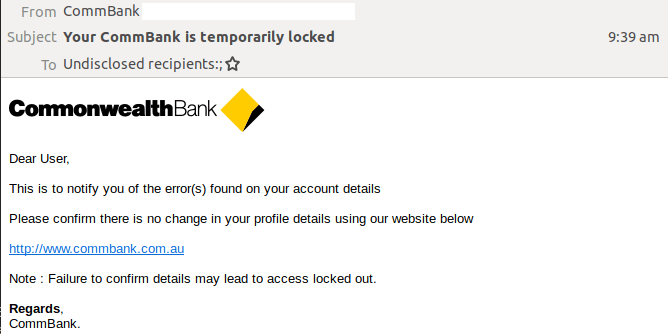 From CommBank
Subject Your CommBank is temporarily locked 9:39 am
To Undisclosed recipients:;
CommonwealthBank
Dear User,
This is to notify you of the error(s) found on your account details
Please confirm there is no change in your profile details using our website below
http://www.commbank.com.au
Note : Failure to confirm details may lead to access locked out.
Regards,
CommBank.